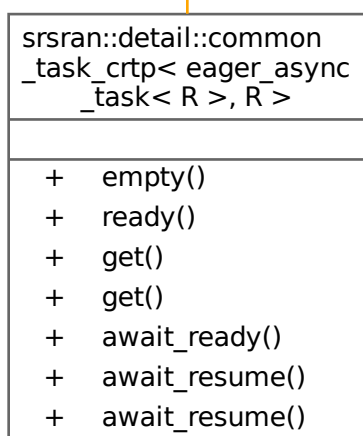 srsran::detail::common
_task_crtp< eager_async
_task< R >, R >
+ empty()
+ ready()
+ get()
+ get()
+ await_ready()
+ await_resume()
+ await_resume()